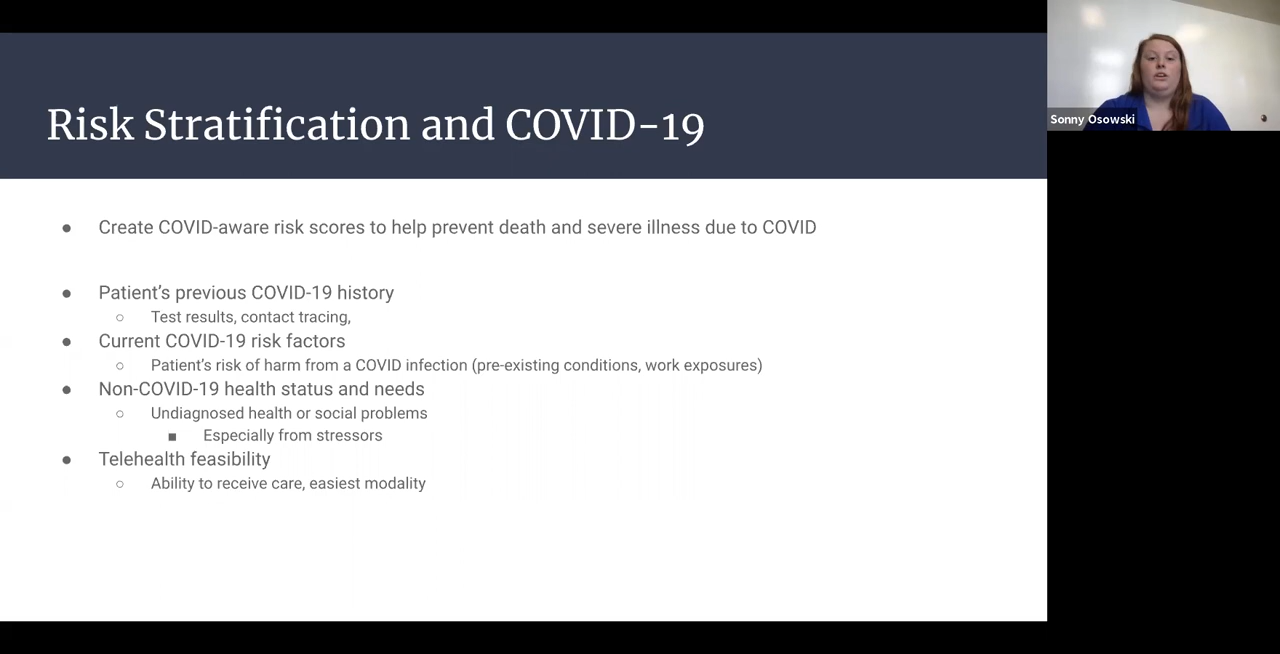 Risk Stratification and COVID-19
● Create COVID-aware risk scores to help prevent death and severe illness due to COVID
● Patient's previous COVID-19 history
○ Test results, contact tracing,
● Current COVID-19 risk factors
○ Patient's risk of harm from a COVID infection (pre-existing conditions, work exposures)
● Non-COVID-19 health status and needs
○ Undiagnosed health or social problems
■ Especially from stressors
● Telehealth feasibility
○ Ability to receive care, easiest modality
Sonny Osowski